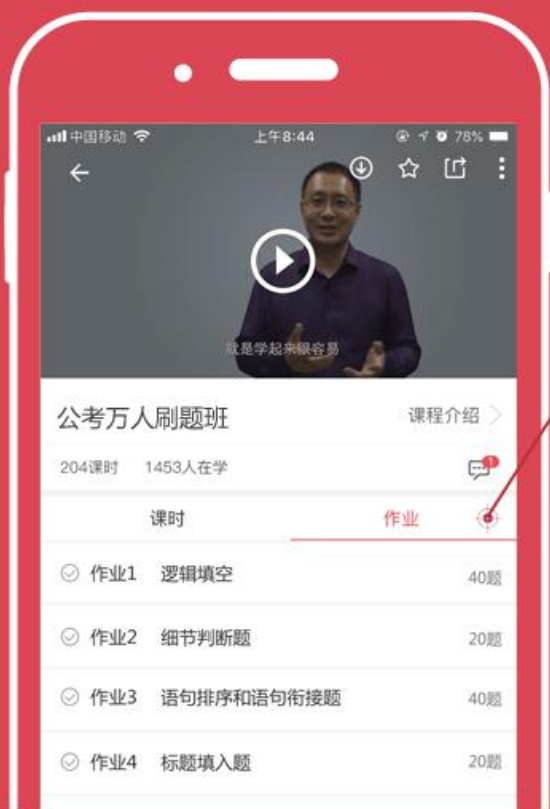 中国移动 上午8:44 78%
就是学起来很容易
公考万人刷题班 课程介绍
204课时 1453人在学 1
课时 作业
作业1 逻辑填空 40题
作业2 细节判断题 20题
作业3 语句排序和语句衔接题 40题
作业4 标题填入题 20题